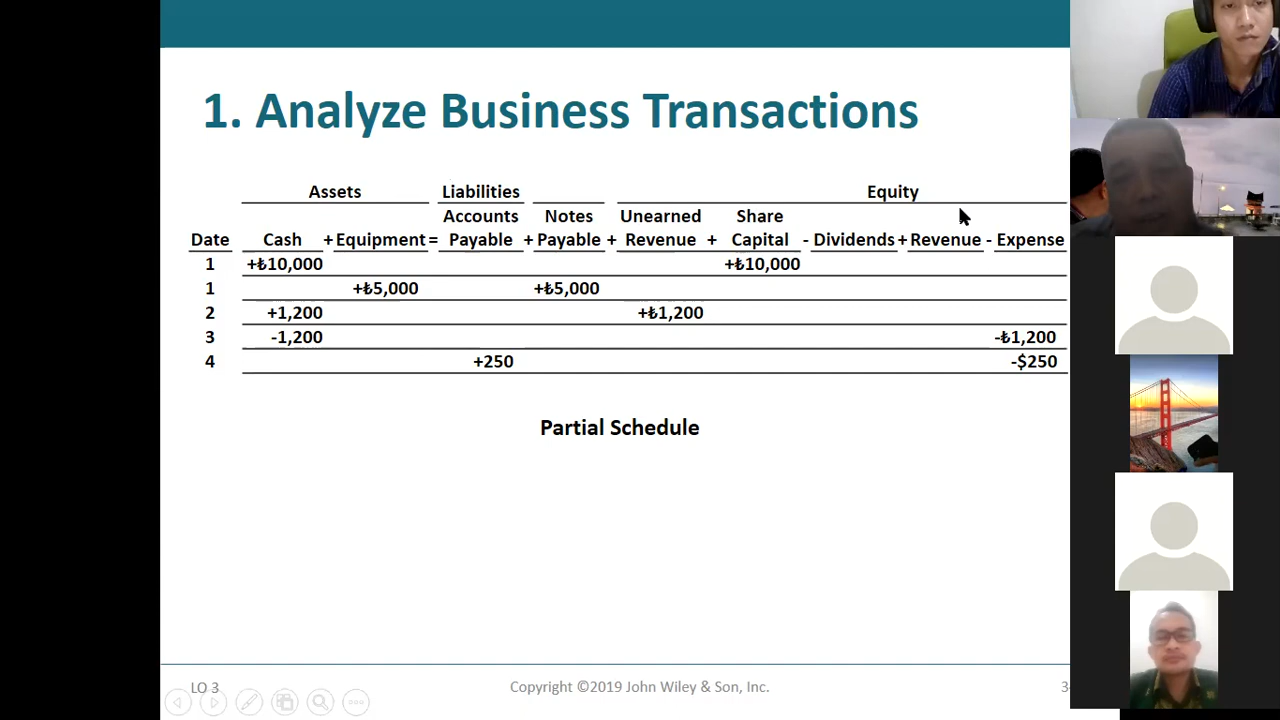 1. Analyze Business Transactions
Assets Liabilities Equity
Accounts Notes Unearned Share
Date Cash + Equipment = Payable + Payable + Revenue + Capital - Dividends + Revenue - Expense
1 +₺10,000 +₺10,000
1 +₺5,000 +₺5,000
2 +1,200 +₺1,200
3 -1,200 -₺1,200
4 +250 -$250
Partial Schedule
LO 3 Copyright ©2019 John Wiley & Son, Inc.